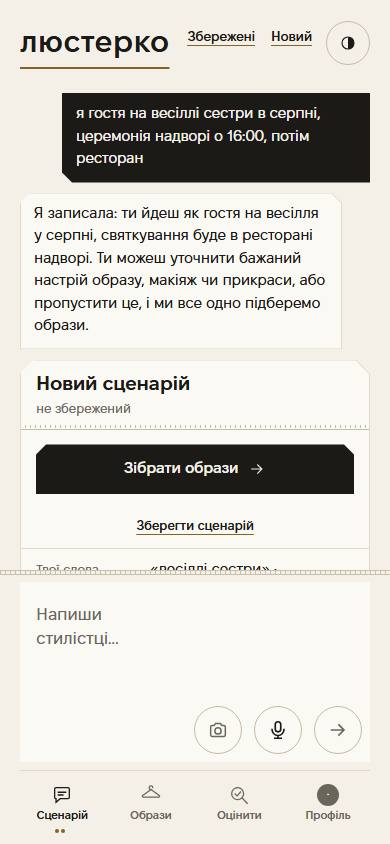 люстерко
Збережені
Новий
я гостя на весіллі сестри в серпні,
церемонія надворі о 16:00, потім
ресторан
Я записала: ти йдеш як гостя на весілля
у серпні, святкування буде в ресторані
надворі. Ти можеш уточнити бажаний
настрій образу, макіяж чи прикраси, або
пропустити це, і ми все одно підберемо
образи.
Новий сценарій
не збережений
Зібрати образи →
Зберегти сценарій
Твої слова
«весіллі сестри» ·
Напиши
стилістці...
Сценарій
Образи
Оцінити
Профіль